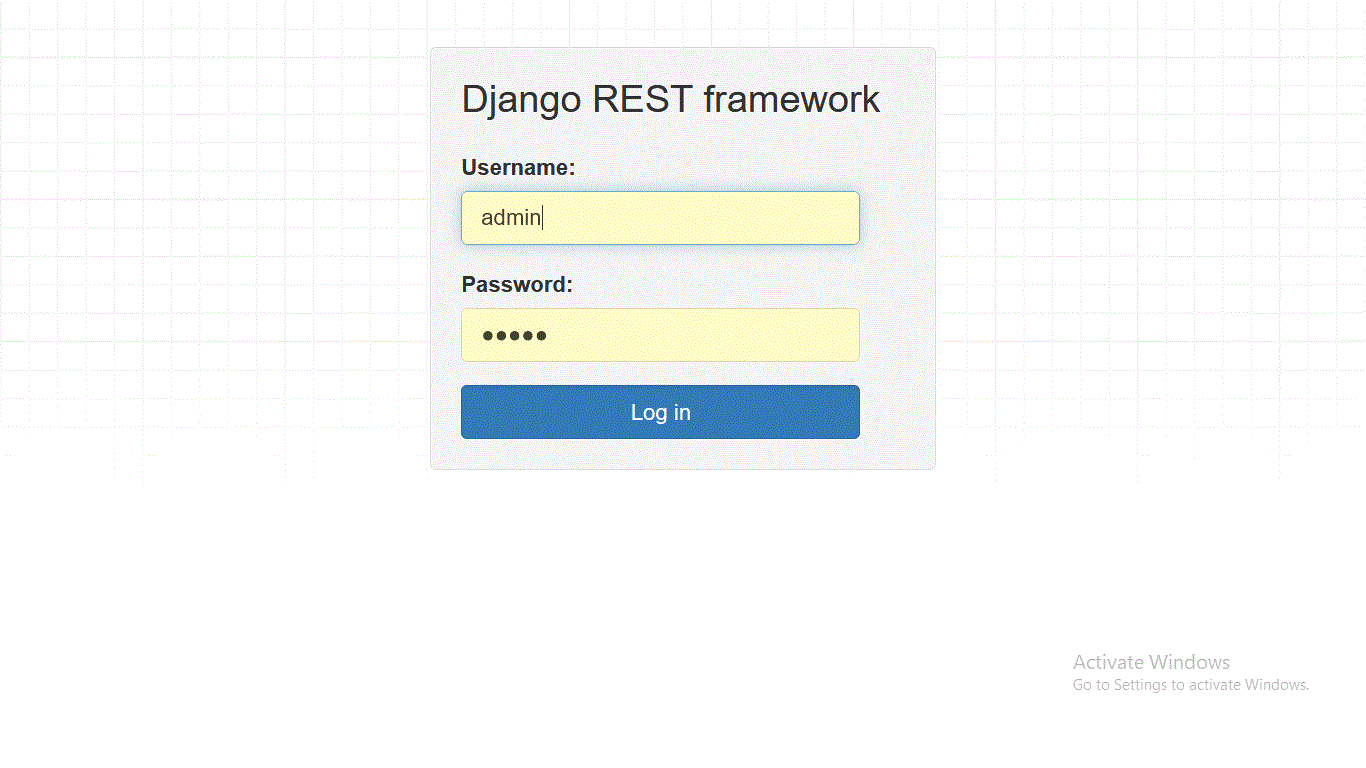 Django REST framework
Username:
admin
Password:
•••••
Log in
Activate Windows
Go to Settings to activate Windows.